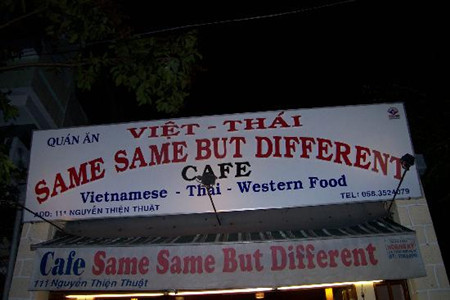 QUÁN ĂN
VIỆT - THÁI
SAME SAME BUT DIFFERENT
CAFE
Vietnamese - Thai - Western Food
ADD: 111 NGUYỄN THIỆN THUẬT
TEL: 058.3524079
Cafe Same Same But Different
111 Nguyễn Thiện Thuật